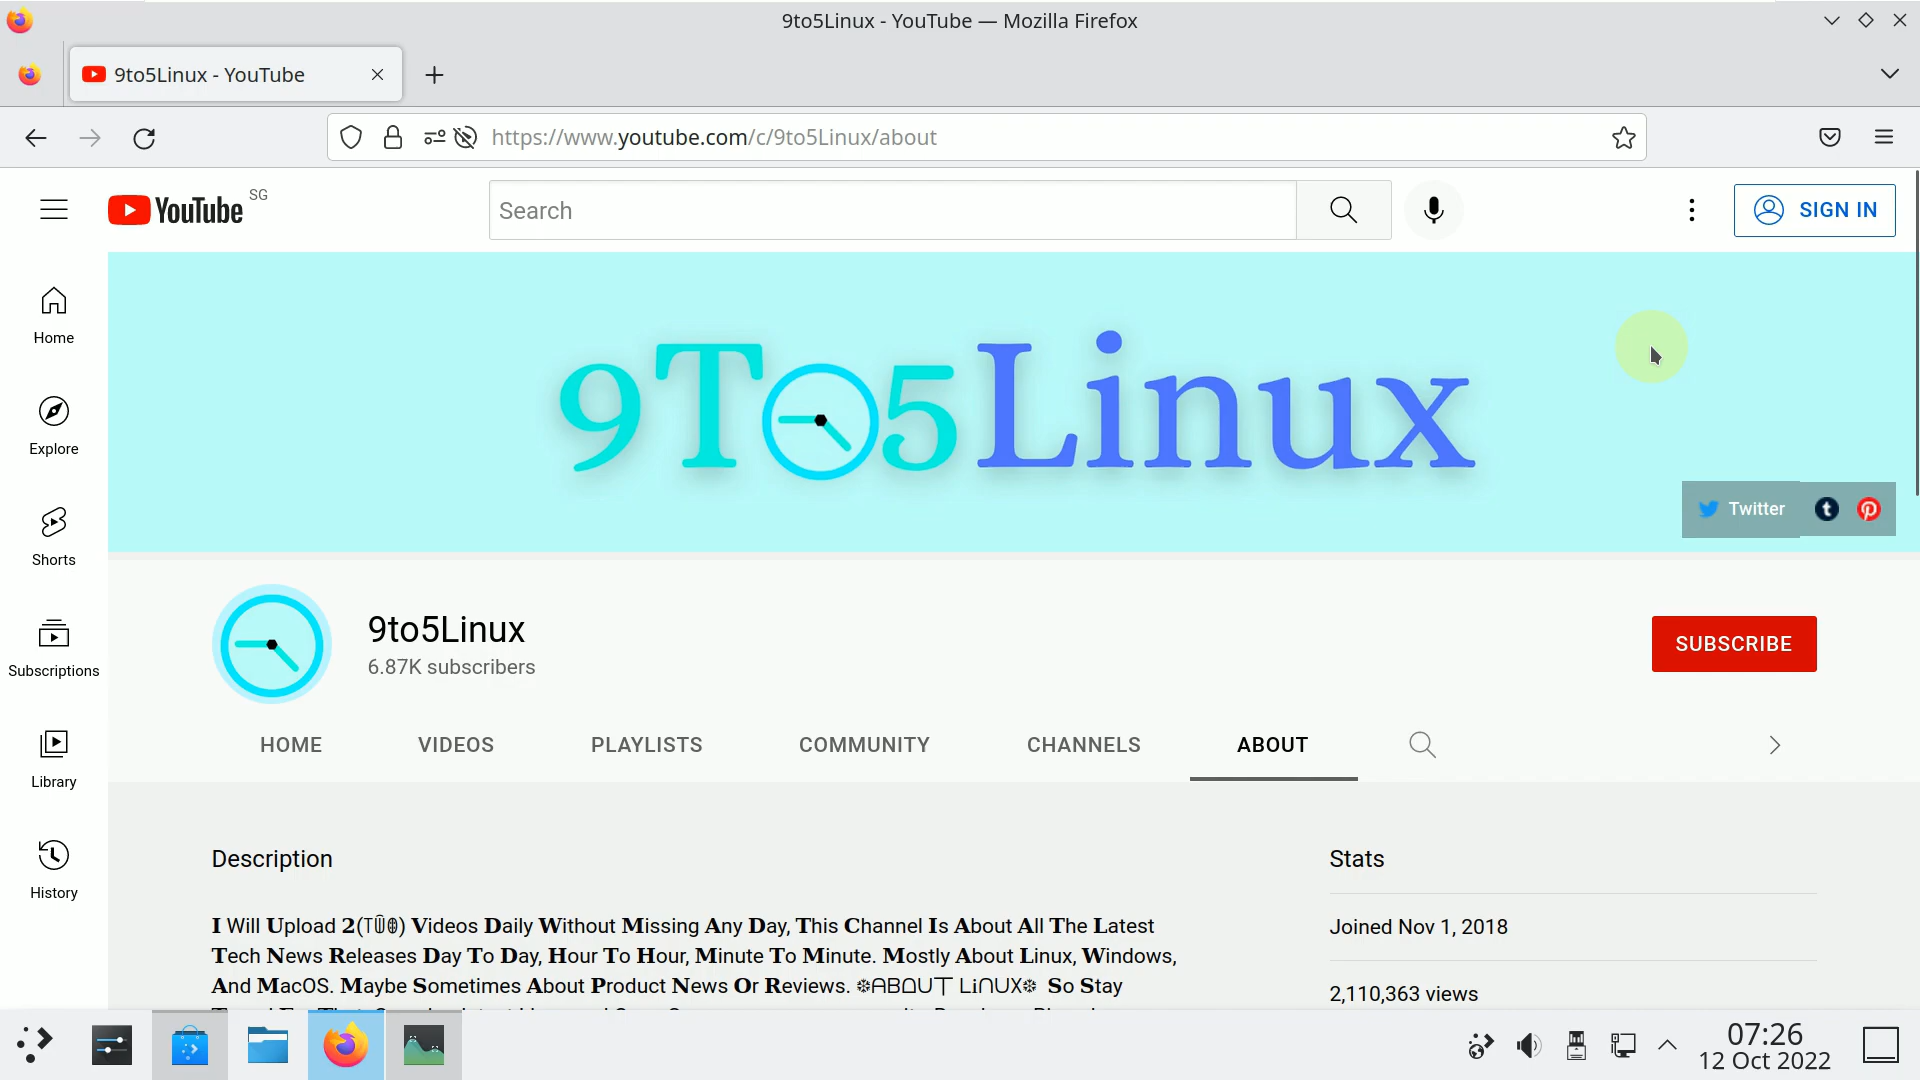 9to5Linux - YouTube — Mozilla Firefox
9to5Linux - YouTube
https://www.youtube.com/c/9to5Linux/about
YouTube SG
Search
SIGN IN
Home
Explore
Shorts
Subscriptions
Library
History
9To5Linux
Twitter
9to5Linux
6.87K subscribers
SUBSCRIBE
HOME VIDEOS PLAYLISTS COMMUNITY CHANNELS ABOUT
Description
𝐈 Will 𝐔pload 𝟐(TŰ🄾) 𝐕ideos 𝐃aily 𝐖ithout 𝐌issing 𝐀ny 𝐃ay, 𝐓his 𝐂hannel 𝐈s 𝐀bout 𝐀ll 𝐓he 𝐋atest
𝐓ech 𝐍ews 𝐑eleases 𝐃ay 𝐓o 𝐃ay, 𝐇our 𝐓o 𝐇our, 𝐌inute 𝐓o 𝐌inute. 𝐌ostly 𝐀bout 𝐋inux, 𝐖indows,
𝐀nd 𝐌acOS. 𝐌aybe 𝐒ometimes 𝐀bout 𝐏roduct 𝐍ews 𝐎r 𝐑eviews. ❆ABOUT LiNUX❆ 𝐒o 𝐒tay
Stats
Joined Nov 1, 2018
2,110,363 views
07:26
12 Oct 2022